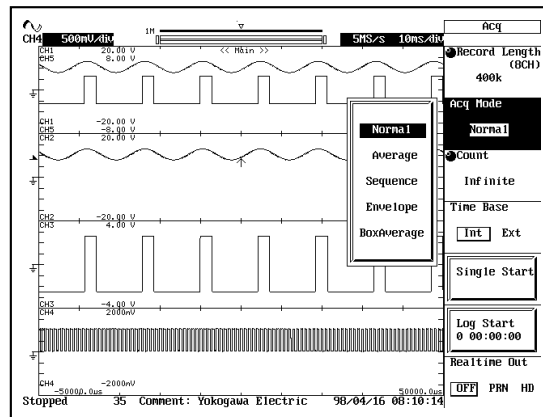 Acq
1M
CH4 500mV/div 5MS/s 10ms/div
<< Main >>
CH1 20.00 V
CH5 8.00 V
CH1 -20.00 V
CH5 -8.00 V
CH2 20.00 V
CH2 -20.00 V
CH3 4.00 V
CH3 -4.00 V
CH4 2000mV
CH4 -2000mV
-50000.0us 50000.0us
Stopped 35 Comment: Yokogawa Electric 98/04/16 08:10:14
Normal
Average
Sequence
Envelope
BoxAverage
Record Length
(8CH)
400k
Acq Mode
Normal
Count
Infinite
Time Base
Int Ext
Single Start
Log Start
0 00:00:00
Realtime Out
OFF PRN HD